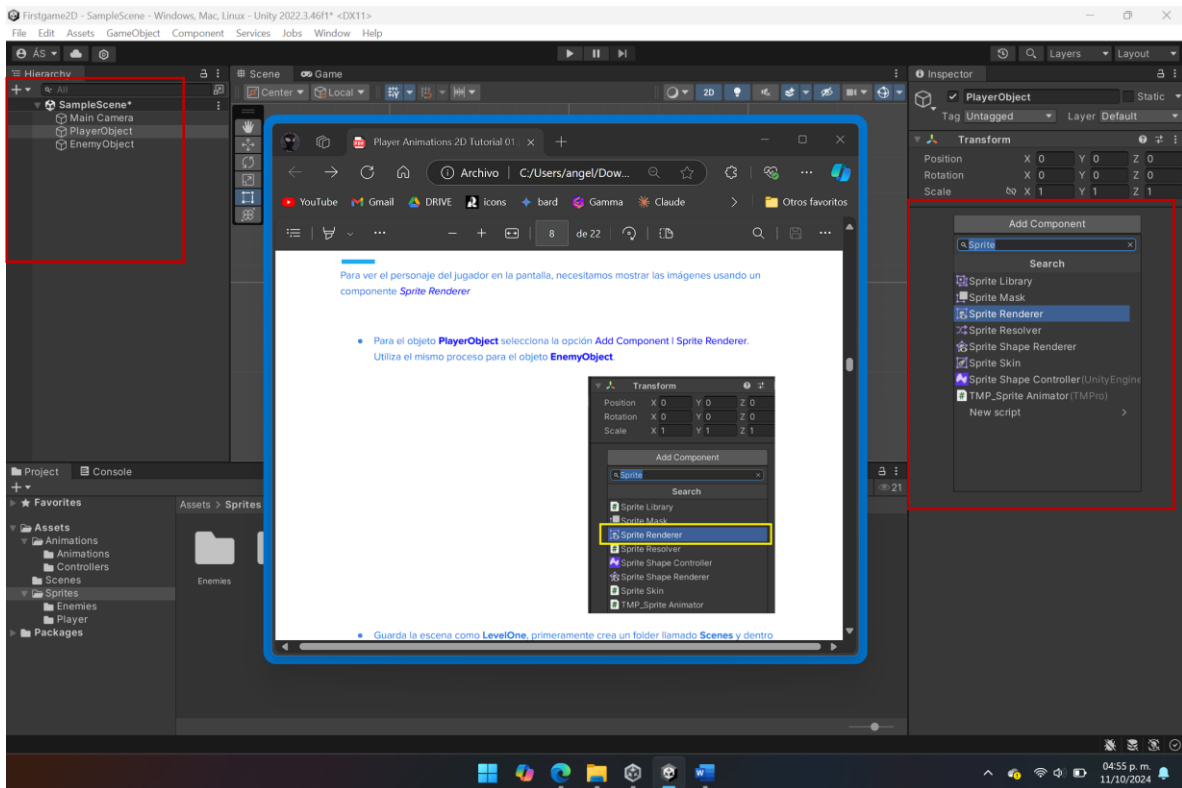 Firstgame2D - SampleScene - Windows, Mac, Linux - Unity 2022.3.46f1* <DX11>
File Edit Assets GameObject Component Services Jobs Window Help
ÁS
Layers Layout
Hierarchy
All
SampleScene*
Main Camera
PlayerObject
EnemyObject
Scene Game
Center Local 2D
Player Animations 2D Tutorial 01.
Archivo C:/Users/angel/Dow...
YouTube Gmail DRIVE icons bard Gamma Claude Otros favoritos
8 de 22
Para ver el personaje del jugador en la pantalla, necesitamos mostrar las imágenes usando un
componente Sprite Renderer
● Para el objeto PlayerObject selecciona la opción Add Component | Sprite Renderer.
Utiliza el mismo proceso para el objeto EnemyObject.
Transform
Position X 0 Y 0 Z 0
Rotation X 0 Y 0 Z 0
Scale X 1 Y 1 Z 1
Add Component
Sprite
Search
Sprite Library
Sprite Mask
Sprite Renderer
Sprite Resolver
Sprite Shape Controller
Sprite Shape Renderer
Sprite Skin
TMP_Sprite Animator
● Guarda la escena como LevelOne, primeramente crea un folder llamado Scenes y dentro
Inspector
PlayerObject Static
Tag Untagged Layer Default
Transform
Position X 0 Y 0 Z 0
Rotation X 0 Y 0 Z 0
Scale X 1 Y 1 Z 1
Add Component
Sprite
Search
Sprite Library
Sprite Mask
Sprite Renderer
Sprite Resolver
Sprite Shape Renderer
Sprite Skin
Sprite Shape Controller (UnityEngine
TMP_Sprite Animator (TMPro)
New script
Project Console
21
Favorites
Assets
Animations
Animations
Controllers
Scenes
Sprites
Enemies
Player
Packages
Assets > Sprites
Enemies
04:55 p. m.
11/10/2024